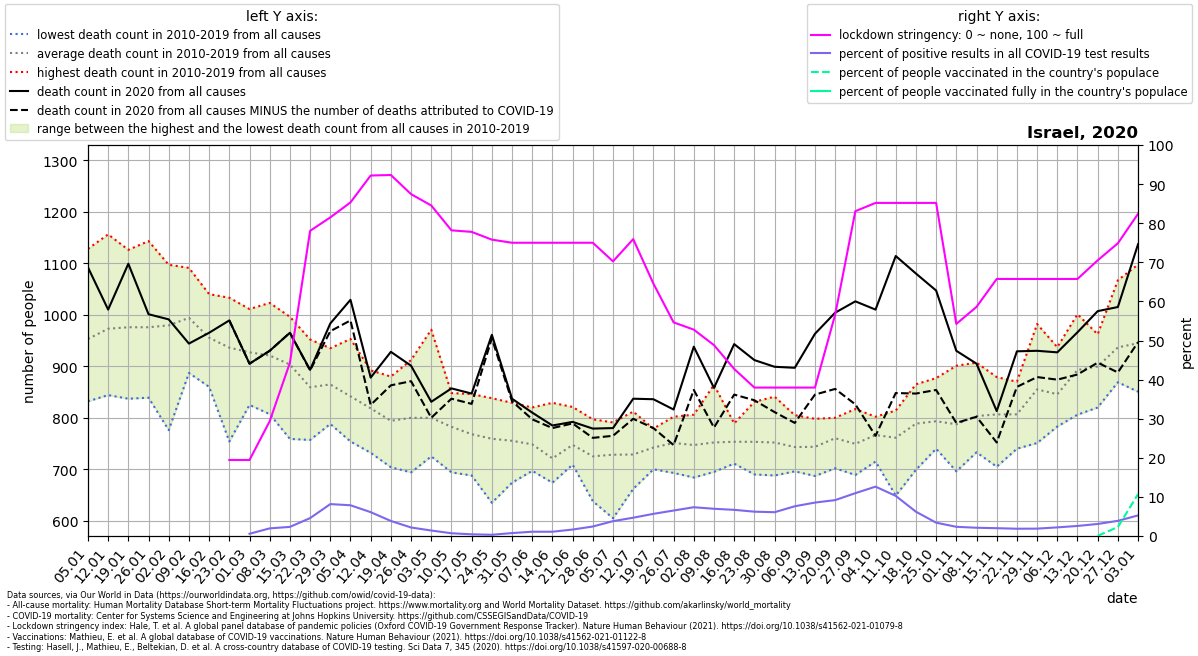 left Y axis:
lowest death count in 2010-2019 from all causes
average death count in 2010-2019 from all causes
highest death count in 2010-2019 from all causes
death count in 2020 from all causes
death count in 2020 from all causes MINUS the number of deaths attributed to COVID-19
range between the highest and the lowest death count from all causes in 2010-2019
right Y axis:
lockdown stringency: 0 ~ none, 100 ~ full
percent of positive results in all COVID-19 test results
percent of people vaccinated in the country's populace
percent of people vaccinated fully in the country's populace
Israel, 2020
number of people
1300
1200
1100
1000
900
800
700
600
100
90
80
70
60
50
40
30
20
10
0
percent
05.01 12.01 19.01 26.01 02.02 09.02 16.02 23.02 01.03 08.03 15.03 22.03 29.03 05.04 12.04 19.04 26.04 03.05 10.05 17.05 24.05 31.05 07.06 14.06 21.06 28.06 05.07 12.07 19.07 26.07 02.08 09.08 16.08 23.08 30.08 06.09 13.09 20.09 27.09 04.10 11.10 18.10 25.10 01.11 08.11 15.11 22.11 29.11 06.12 13.12 20.12 27.12 03.01
date
Data sources, via Our World in Data (https://ourworldindata.org, https://github.com/owid/covid-19-data):
- All-cause mortality: Human Mortality Database Short-term Mortality Fluctuations project. https://www.mortality.org and World Mortality Dataset. https://github.com/akarlinsky/world_mortality
- COVID-19 mortality: Center for Systems Science and Engineering at Johns Hopkins University. https://github.com/CSSEGISandData/COVID-19
- Lockdown stringency index: Hale, T. et al. A global panel database of pandemic policies (Oxford COVID-19 Government Response Tracker). Nature Human Behaviour (2021). https://doi.org/10.1038/s41562-021-01079-8
- Vaccinations: Mathieu, E. et al. A global database of COVID-19 vaccinations. Nature Human Behaviour (2021). https://doi.org/10.1038/s41562-021-01122-8
- Testing: Hasell, J., Mathieu, E., Beltekian, D. et al. A cross-country database of COVID-19 testing. Sci Data 7, 345 (2020). https://doi.org/10.1038/s41597-020-00688-8